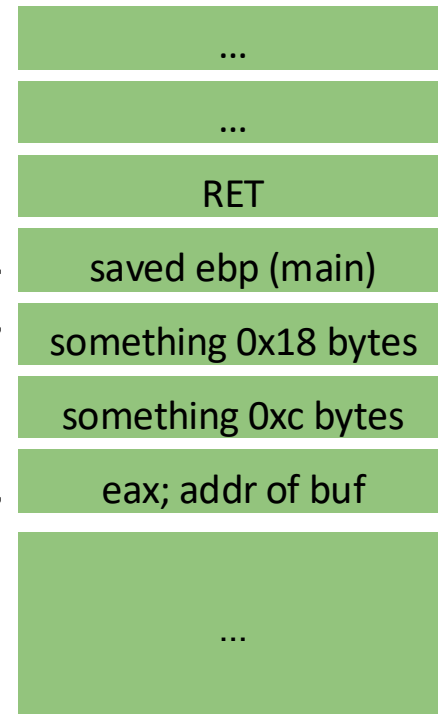 ...
...
RET
saved ebp (main)
something 0x18 bytes
something 0xc bytes
eax; addr of buf
...